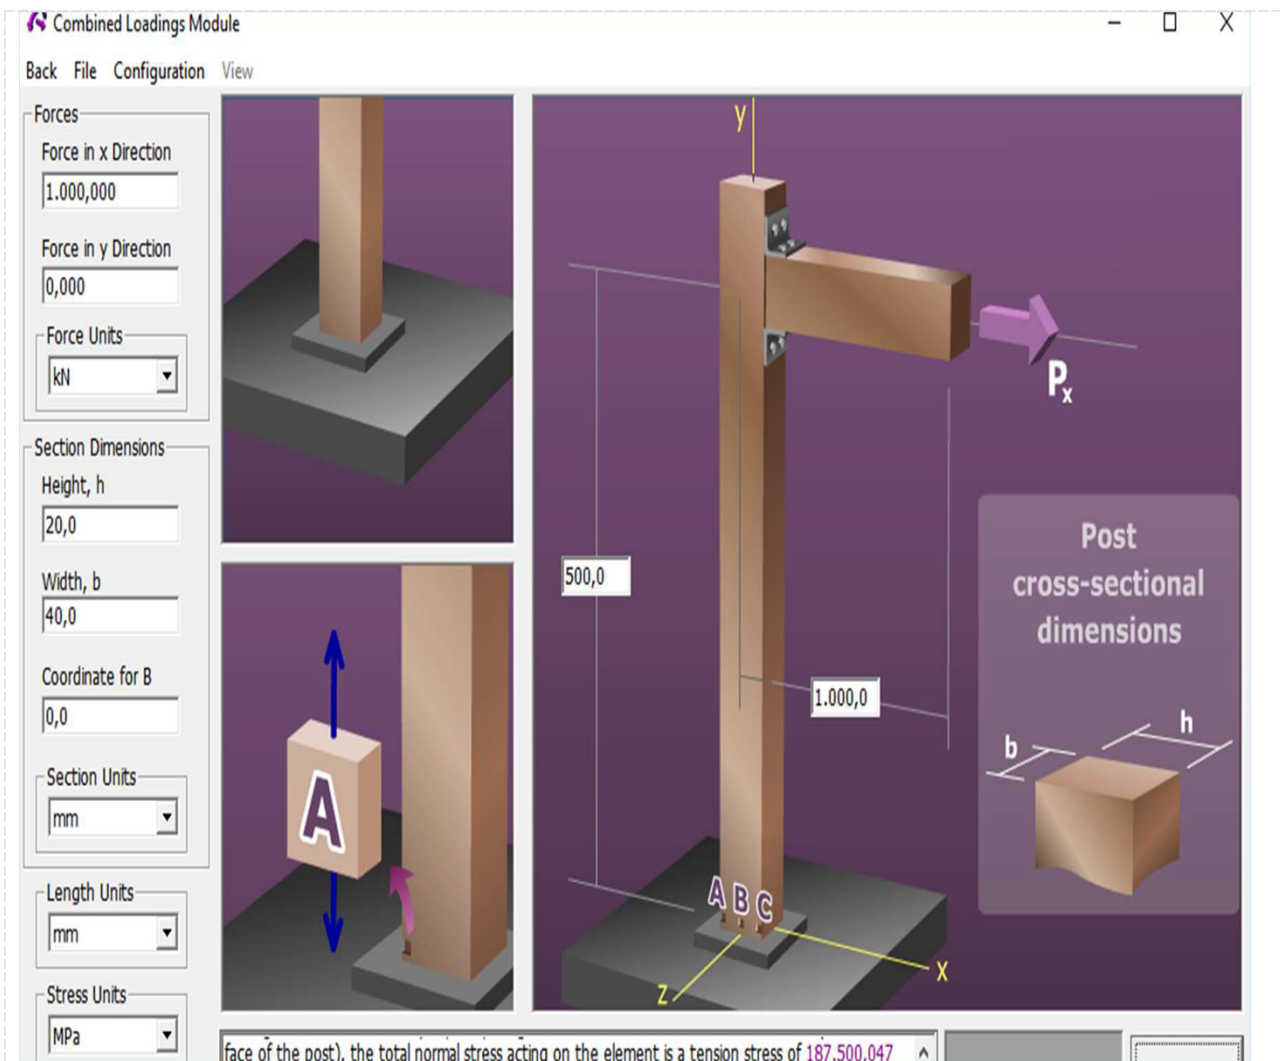 Combined Loadings Module
Back File Configuration View
Forces
Force in x Direction
1.000,000
Force in y Direction
0,000
Force Units
kN
Section Dimensions
Height, h
20,0
Width, b
40,0
Coordinate for B
0,0
Section Units
mm
Length Units
mm
Stress Units
MPa
A
y
Px
500,0
1.000,0
A B C
x
z
Post
cross-sectional
dimensions
b
h
face of the post), the total normal stress acting on the element is a tension stress of 187.500,047